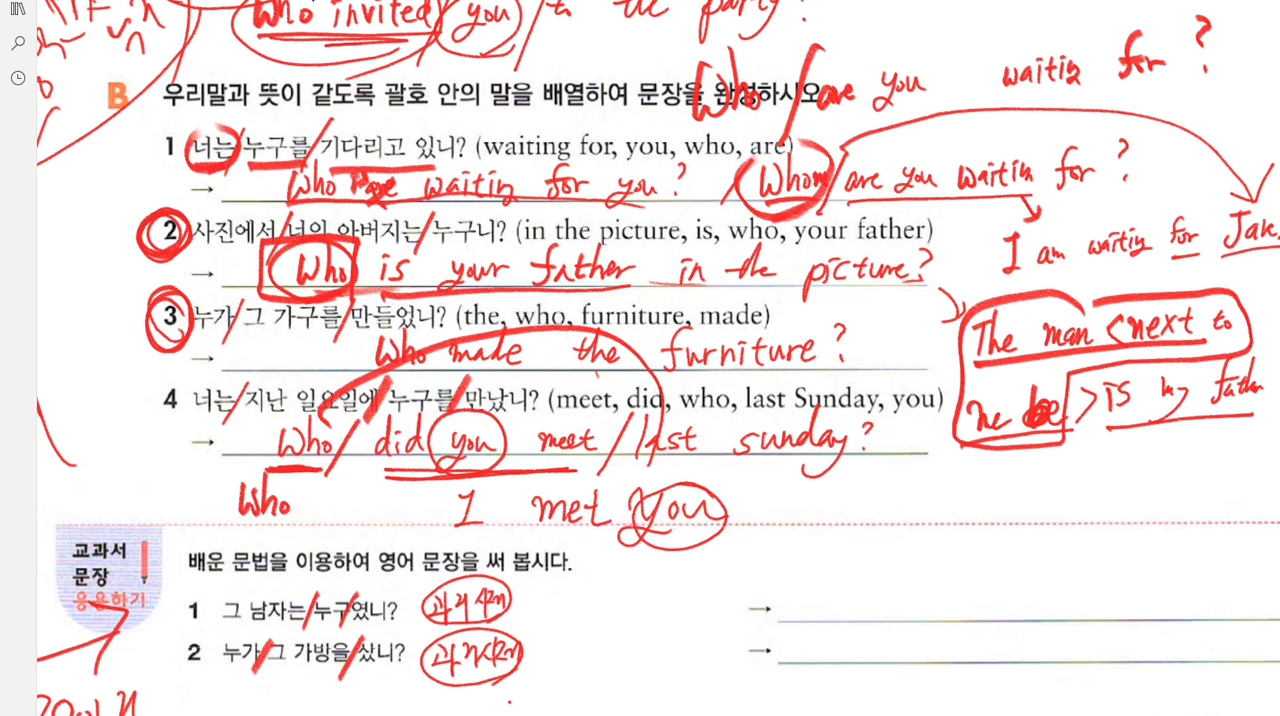 Who invited you / to the party?
Who / are you waiting for?
B 우리말과 뜻이 같도록 괄호 안의 말을 배열하여 문장을 완성하시오
1 너는 누구를 기다리고 있니? (waiting for, you, who, are)
→ Who are waiting for you? / Whom / are you waiting for?
I am waiting for Jake.
2 사진에서 너의 아버지는 누구니? (in the picture, is, who, your father)
→ Who is your father in the picture?
3 누가 그 가구를 만들었니? (the, who, furniture, made)
→ Who made the furniture?
The man <next to
me > is my father
4 너는 지난 일요일에 누구를 만났니? (meet, did, who, last Sunday, you)
→ Who / did you meet / last sunday?
Who
I met you
교과서
문장
응용하기
배운 문법을 이용하여 영어 문장을 써 봅시다.
1 그 남자는 누구였니? 과거시제 →
2 누가 그 가방을 샀니? 과거시제 →